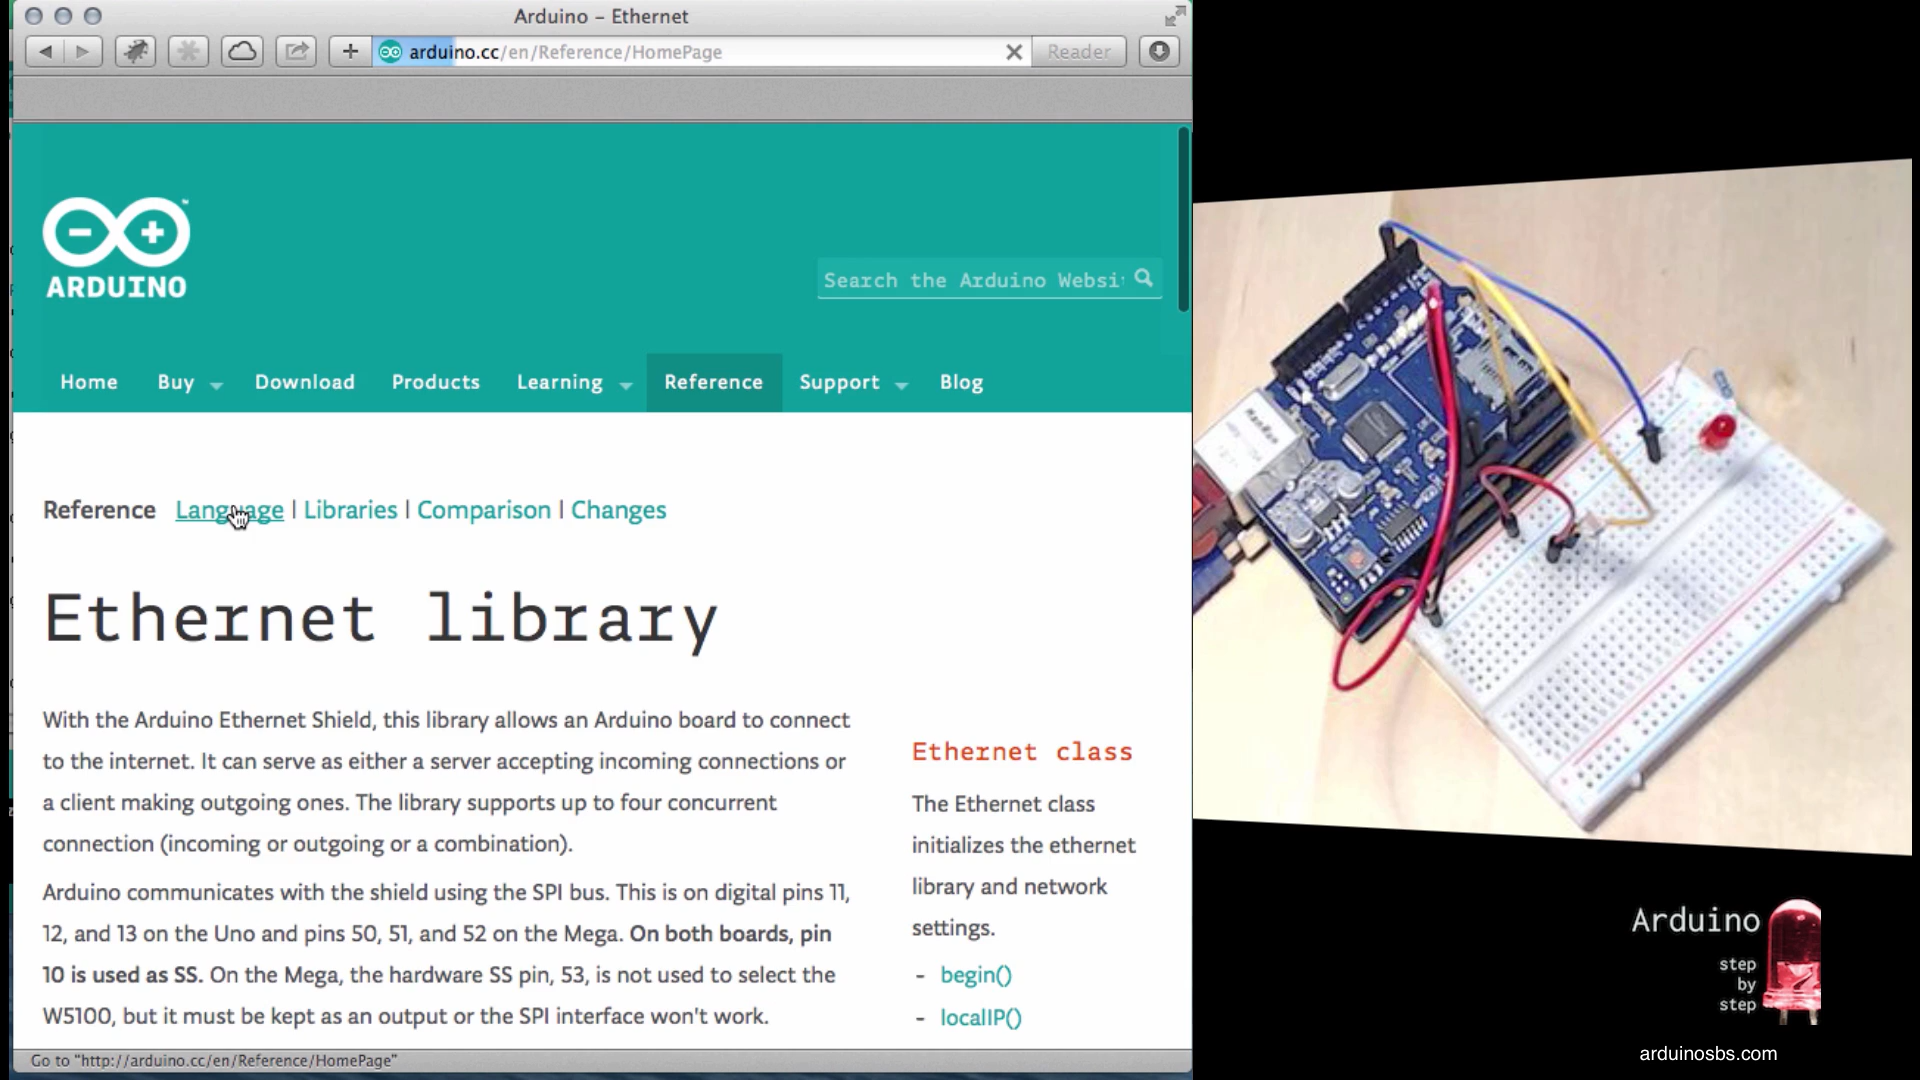 Arduino – Ethernet
arduino.cc/en/Reference/HomePage
Reader
ARDUINO
Search the Arduino Websi
Home Buy Download Products Learning Reference Support Blog
Reference Language | Libraries | Comparison | Changes
Ethernet library
With the Arduino Ethernet Shield, this library allows an Arduino board to connect
to the internet. It can serve as either a server accepting incoming connections or
a client making outgoing ones. The library supports up to four concurrent
connection (incoming or outgoing or a combination).
Arduino communicates with the shield using the SPI bus. This is on digital pins 11,
12, and 13 on the Uno and pins 50, 51, and 52 on the Mega. On both boards, pin
10 is used as SS. On the Mega, the hardware SS pin, 53, is not used to select the
W5100, but it must be kept as an output or the SPI interface won't work.
Ethernet class
The Ethernet class
initializes the ethernet
library and network
settings.
- begin()
- localIP()
Go to "http://arduino.cc/en/Reference/HomePage"
Arduino
step
by
step
arduinosbs.com